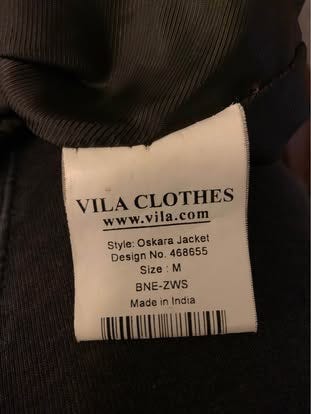 VILA CLOTHES
www.vila.com
Style: Oskara Jacket
Design No. 468655
Size : M
BNE-ZWS
Made in India